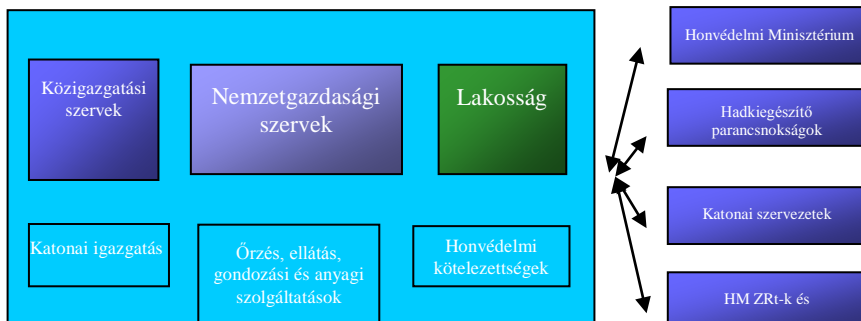 Közigazgatási
szervek
Nemzetgazdasági
szervek
Lakosság
Katonai igazgatás
Őrzés, ellátás,
gondozási és anyagi
szolgáltatások
Honvédelmi
kötelezettségek
Honvédelmi Minisztérium
Hadkiegészítő
parancsnokságok
Katonai szervezetek
HM ZRt-k és